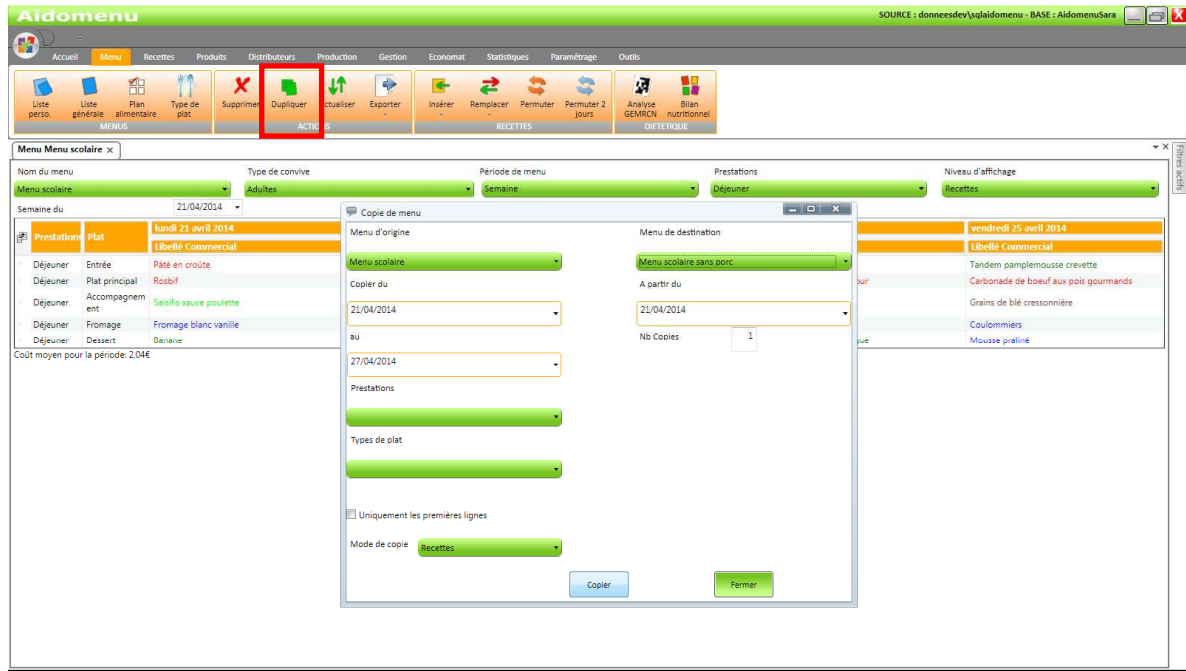 Aidomenu
SOURCE : donneesdev\sqlaidomenu - BASE : AidomenuSara
Accueil Menu Recettes Produits Distributeurs Production Gestion Economat Statistiques Paramétrage Outils
Liste perso. Liste générale Plan alimentaire Type de plat Supprimer Dupliquer Actualiser Exporter Insérer Remplacer Permuter Permuter 2 jours Analyse GEMRCN Bilan nutritionnel
MENUS ACTIONS RECETTES DIETETIQUE
Menu Menu scolaire x
Filtres actifs
Nom du menu Type de convive Période de menu Prestations Niveau d'affichage
Menu scolaire Adultes Semaine Déjeuner Recettes
Semaine du 21/04/2014
Prestations Plat lundi 21 avril 2014 vendredi 25 avril 2014
Libellé Commercial Libellé Commercial
Déjeuner Entrée Pâté en croûte Tandem pamplemousse crevette
Déjeuner Plat principal Rosbif Carbonade de boeuf aux pois gourmands
Déjeuner Accompagnement Salsifis sauce poulette Grains de blé cressonnière
Déjeuner Fromage Fromage blanc vanille Coulommiers
Déjeuner Dessert Banane Mousse praliné
Coût moyen pour la période: 2,04€
Copie de menu
Menu d'origine Menu de destination
Menu scolaire Menu scolaire sans porc
Copier du A partir du
21/04/2014 21/04/2014
au Nb Copies 1
27/04/2014
Prestations
Types de plat
Uniquement les premières lignes
Mode de copie Recettes
Copier Fermer